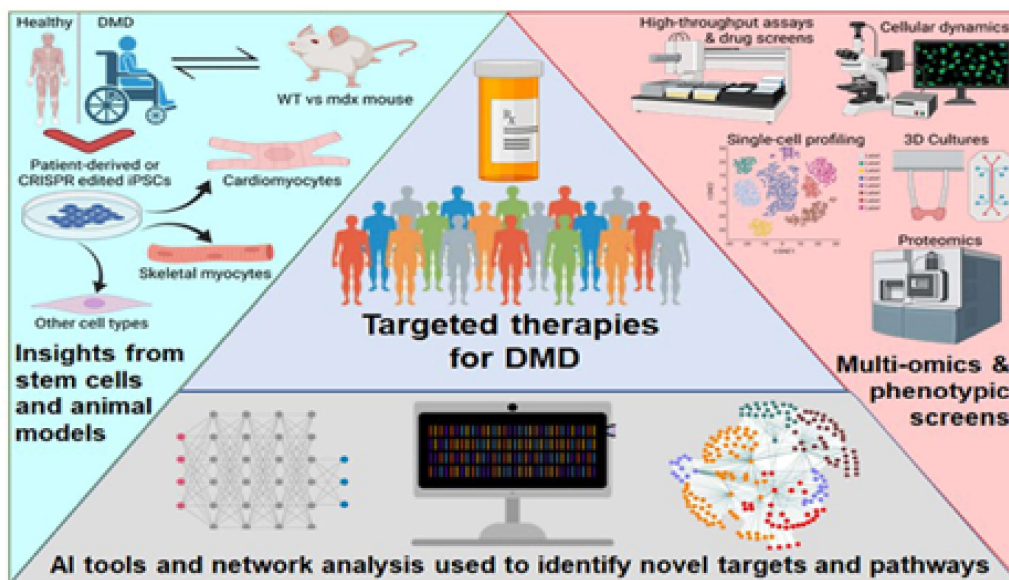 Healthy
DMD
WT vs mdx mouse
Patient-derived or
CRISPR edited iPSCs
Cardiomyocytes
Skeletal myocytes
Other cell types
Insights from
stem cells
and animal
models
Rx
Targeted therapies
for DMD
High-throughput assays
& drug screens
Cellular dynamics
Single-cell profiling
3D Cultures
Proteomics
Multi-omics &
phenotypic
screens
AI tools and network analysis used to identify novel targets and pathways